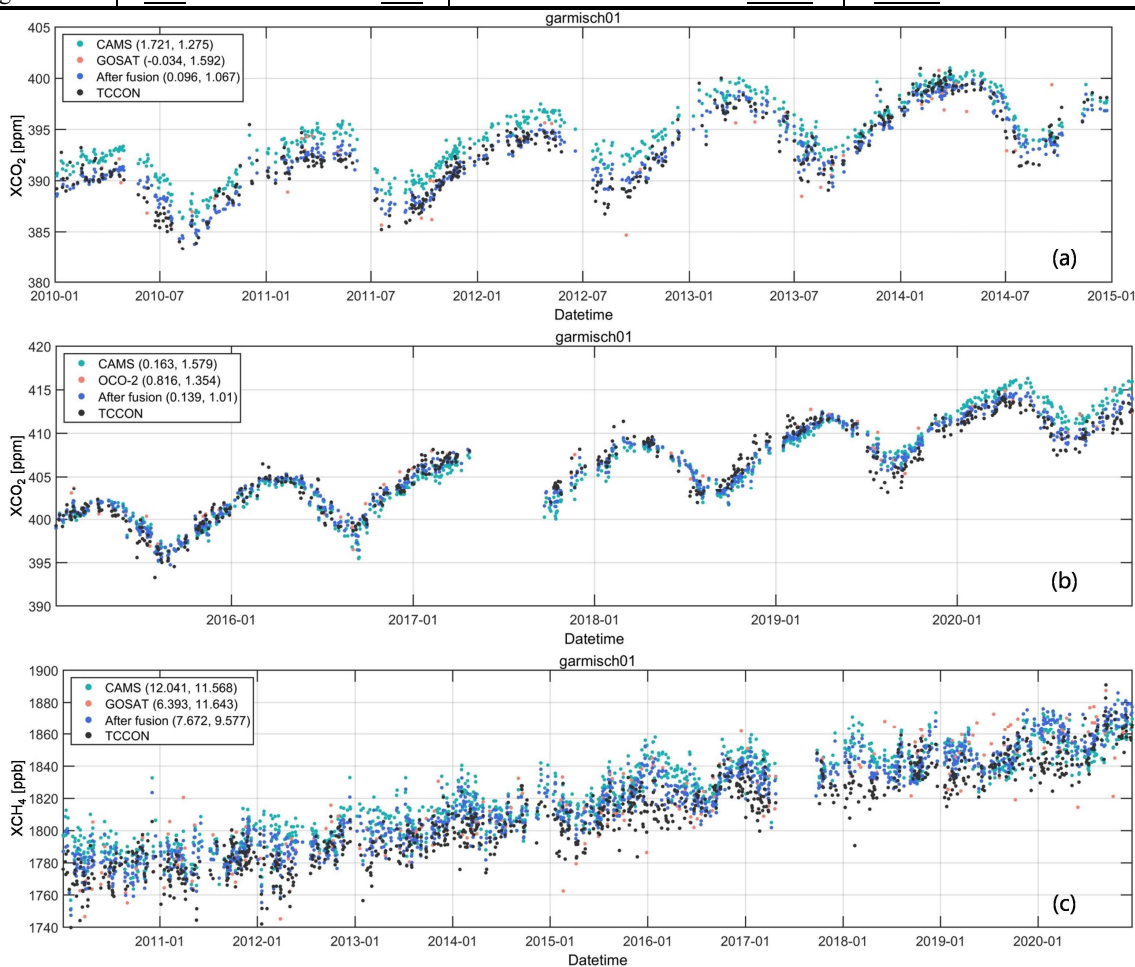 garmisch01
405
400
395
390
385
380
XCO2 [ppm]
CAMS (1.721, 1.275)
GOSAT (-0.034, 1.592)
After fusion (0.096, 1.067)
TCCON
(a)
2010-01 2010-07 2011-01 2011-07 2012-01 2012-07 2013-01 2013-07 2014-01 2014-07 2015-01
Datetime
garmisch01
420
415
410
405
400
395
390
XCO2 [ppm]
CAMS (0.163, 1.579)
OCO-2 (0.816, 1.354)
After fusion (0.139, 1.01)
TCCON
(b)
2016-01 2017-01 2018-01 2019-01 2020-01
Datetime
garmisch01
1900
1880
1860
1840
1820
1800
1780
1760
1740
XCH4 [ppb]
CAMS (12.041, 11.568)
GOSAT (6.393, 11.643)
After fusion (7.672, 9.577)
TCCON
(c)
2011-01 2012-01 2013-01 2014-01 2015-01 2016-01 2017-01 2018-01 2019-01 2020-01
Datetime